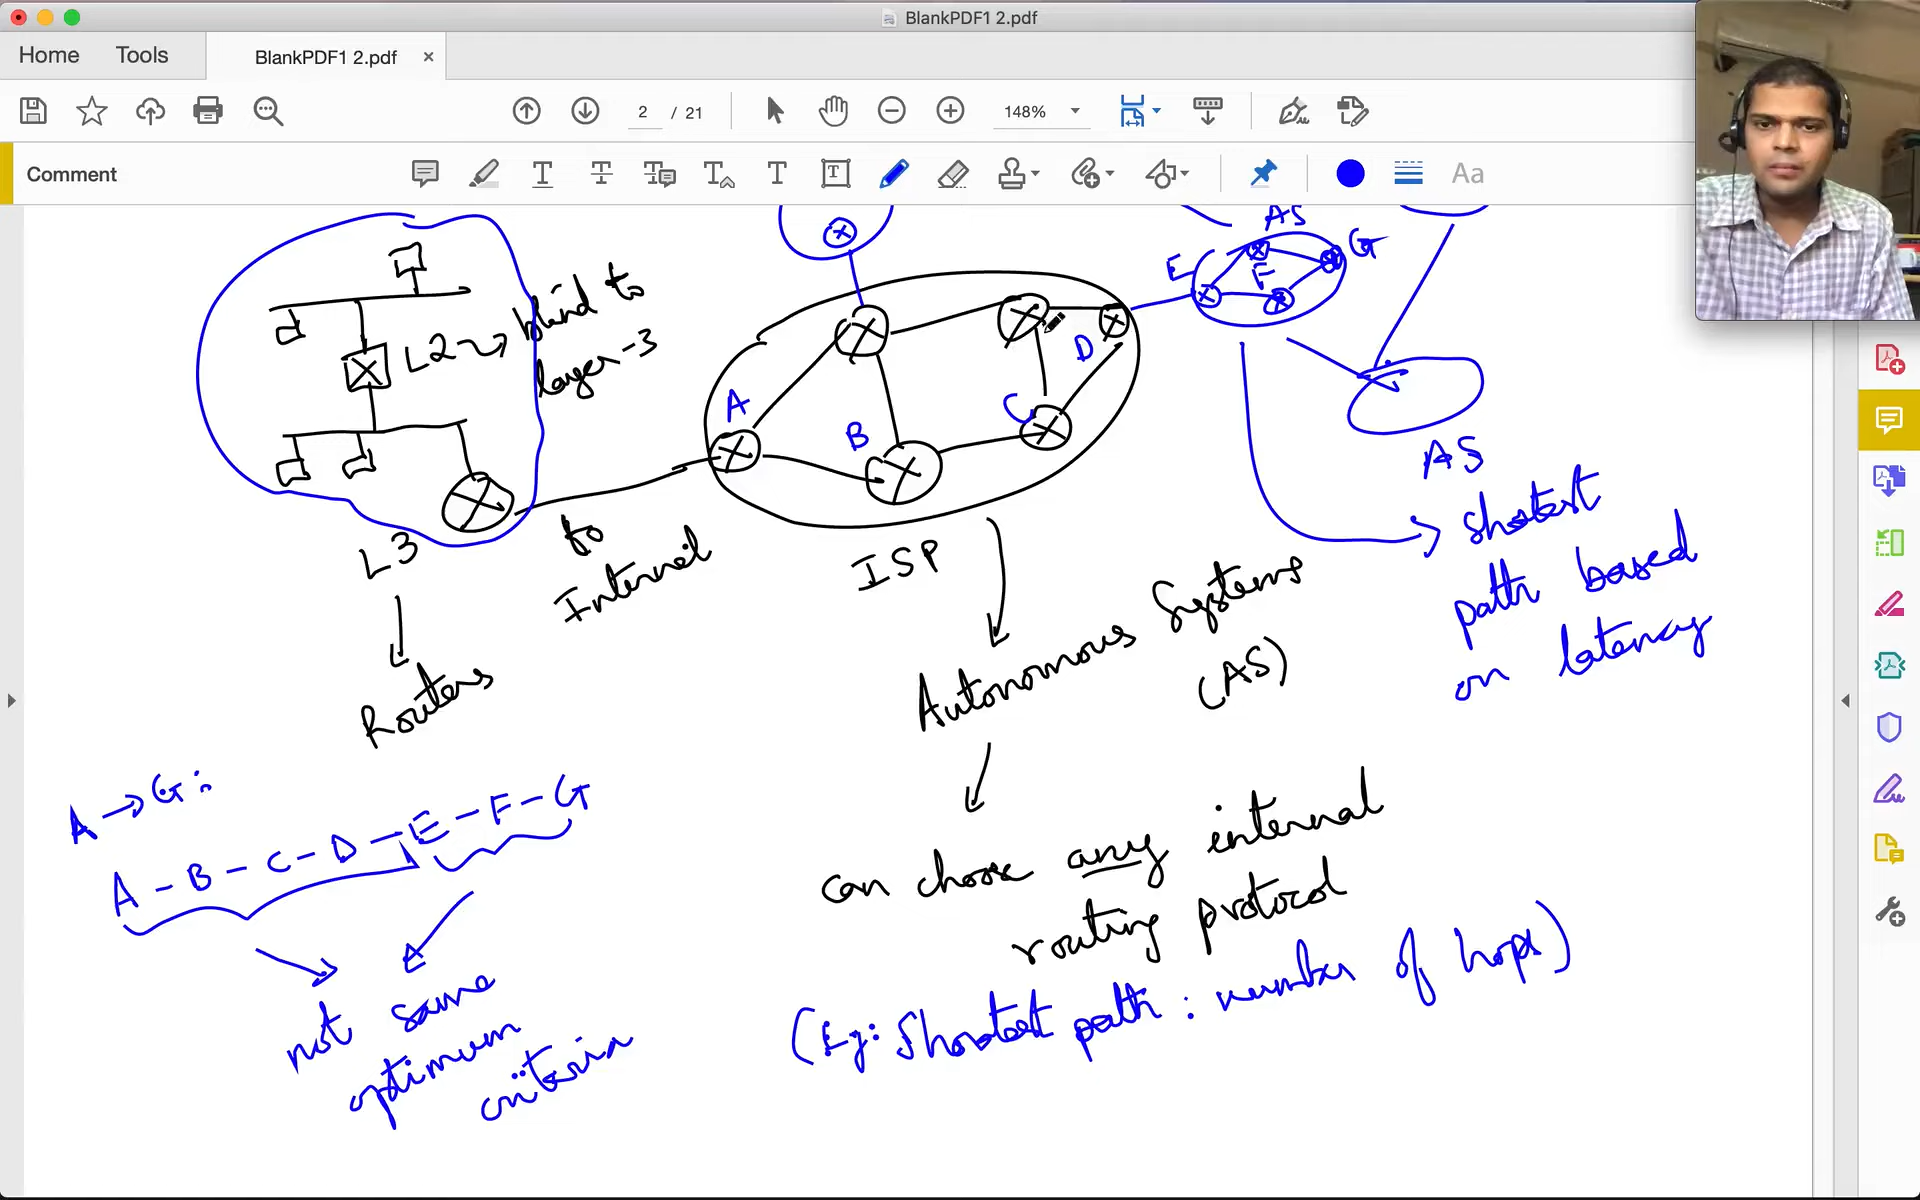 BlankPDF1 2.pdf
Home Tools BlankPDF1 2.pdf ×
2 / 21 148%
Comment Aa
AS
E F G
L2 → blind to
layer-3
A B C D
AS
L3
to
Internet
ISP
shortest
path based
on latency
Autonomous Systems
(AS)
Routers
A → G:
A - B - C - D - E - F - G
can choose any internal
routing protocol
not same
optimum
criteria
(Eg: Shortest path: number of hops)